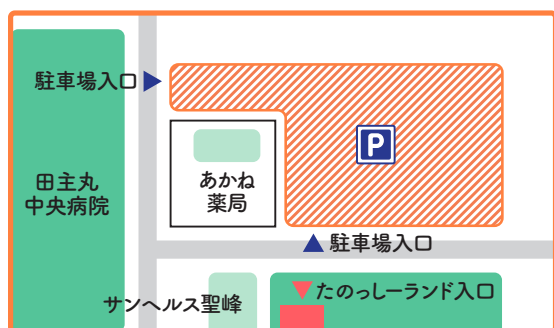 駐車場入口
P
あかね
薬局
田主丸
中央病院
駐車場入口
たのっしーランド入口
サンヘルス聖峰